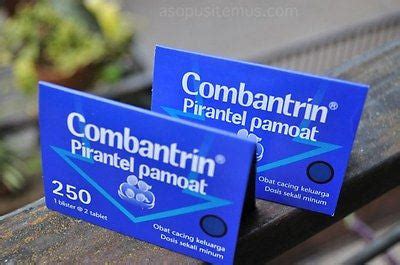 asopusitemus.com
Combantrin®
Pirantel pamoat
Obat cacing keluarga
Dosis sekali minum
Combantrin®
Pirantel pamoat
250
1 blister @ 2 tablet
Obat cacing keluarga
Dosis sekali minum